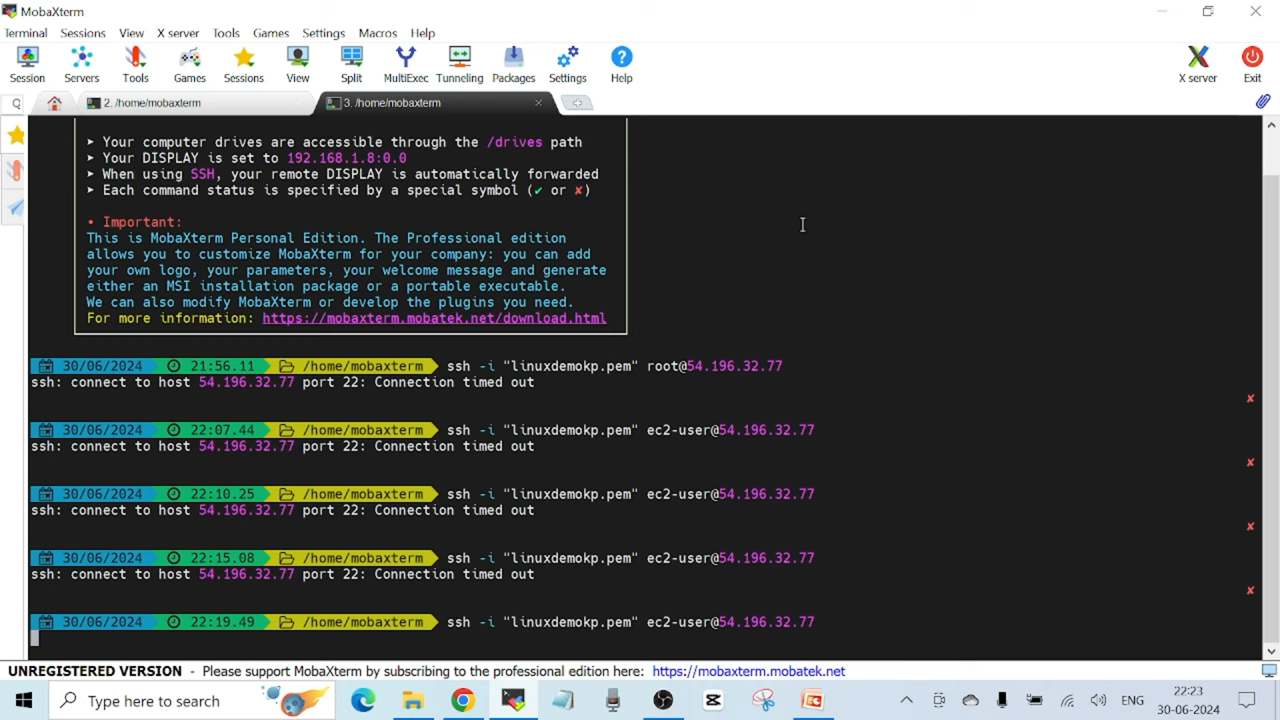 MobaXterm
Terminal Sessions View X server Tools Games Settings Macros Help
Session Servers Tools Games Sessions View Split MultiExec Tunneling Packages Settings Help X server Exit
2. /home/mobaxterm 3. /home/mobaxterm
➤ Your computer drives are accessible through the /drives path
➤ Your DISPLAY is set to 192.168.1.8:0.0
➤ When using SSH, your remote DISPLAY is automatically forwarded
➤ Each command status is specified by a special symbol (✔ or ✘)
• Important:
This is MobaXterm Personal Edition. The Professional edition
allows you to customize MobaXterm for your company: you can add
your own logo, your parameters, your welcome message and generate
either an MSI installation package or a portable executable.
We can also modify MobaXterm or develop the plugins you need.
For more information: https://mobaxterm.mobatek.net/download.html
30/06/2024 21:56.11 /home/mobaxterm ssh -i "linuxdemokp.pem" root@54.196.32.77
ssh: connect to host 54.196.32.77 port 22: Connection timed out
✘
30/06/2024 22:07.44 /home/mobaxterm ssh -i "linuxdemokp.pem" ec2-user@54.196.32.77
ssh: connect to host 54.196.32.77 port 22: Connection timed out
✘
30/06/2024 22:10.25 /home/mobaxterm ssh -i "linuxdemokp.pem" ec2-user@54.196.32.77
ssh: connect to host 54.196.32.77 port 22: Connection timed out
✘
30/06/2024 22:15.08 /home/mobaxterm ssh -i "linuxdemokp.pem" ec2-user@54.196.32.77
ssh: connect to host 54.196.32.77 port 22: Connection timed out
✘
30/06/2024 22:19.49 /home/mobaxterm ssh -i "linuxdemokp.pem" ec2-user@54.196.32.77
UNREGISTERED VERSION - Please support MobaXterm by subscribing to the professional edition here: https://mobaxterm.mobatek.net
Type here to search ENG 22:23
30-06-2024